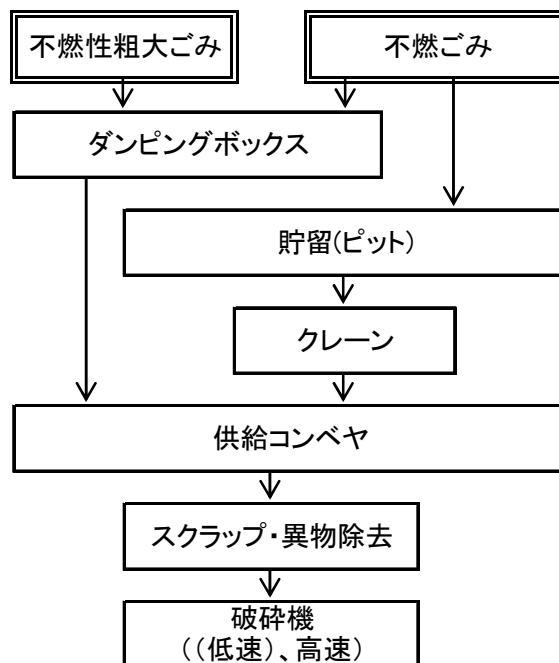 不燃性粗大ごみ
不燃ごみ
ダンピングボックス
貯留(ピット)
クレーン
供給コンベヤ
スクラップ・異物除去
破砕機
((低速)、高速)